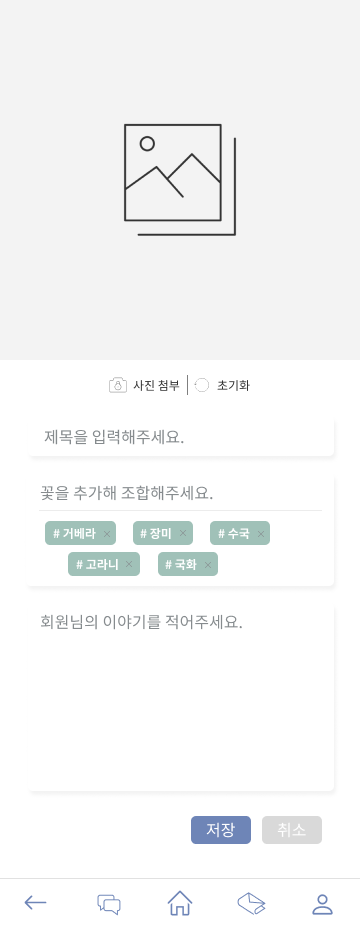 사진 첨부 초기화
제목을 입력해주세요.
꽃을 추가해 조합해주세요.
# 거베라 × # 장미 × # 수국 ×
# 고라니 × # 국화 ×
회원님의 이야기를 적어주세요.
저장 취소